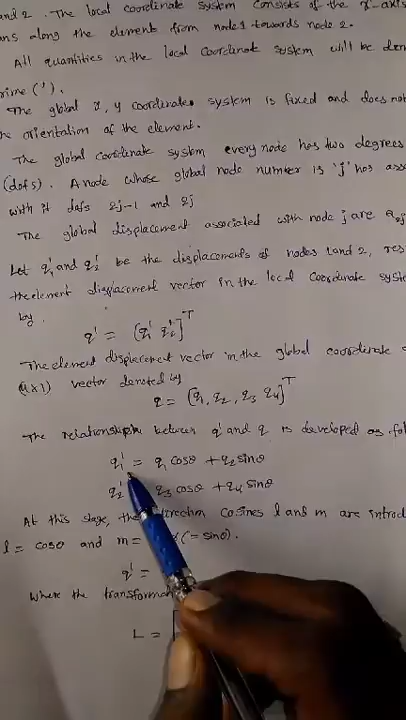 and 2. The local coordinate system consists of the x'-axis
ns along the element from node 1 towards node 2.
All quantities in the local coordinate system will be den
rime (').
The global x, y coordinate system is fixed and does not
he orientation of the element.
The global coordinate system every node has two degrees
(dofs). A node whose global node number is 'j' has ass
with it dofs 2j-1 and 2j
The global displacement associated with node j are q2j
Let q1' and q2' be the displacements of nodes 1 and 2, res
the element displacement vector in the local coordinate syste
by.
q' = [q1' q2']^T
The element displacement vector in the global coordinate
(4x1) vector denoted by
q = [q1, q2, q3 q4]^T
The relationship between q' and q is developed as fol
q1' = q1 cosθ + q2 sinθ
q2' q3 cosθ + q4 sinθ
At this stage, the direction cosines l and m are introd
l = cosθ and m = (= sinθ).
q' =
Where the transforma
L = [